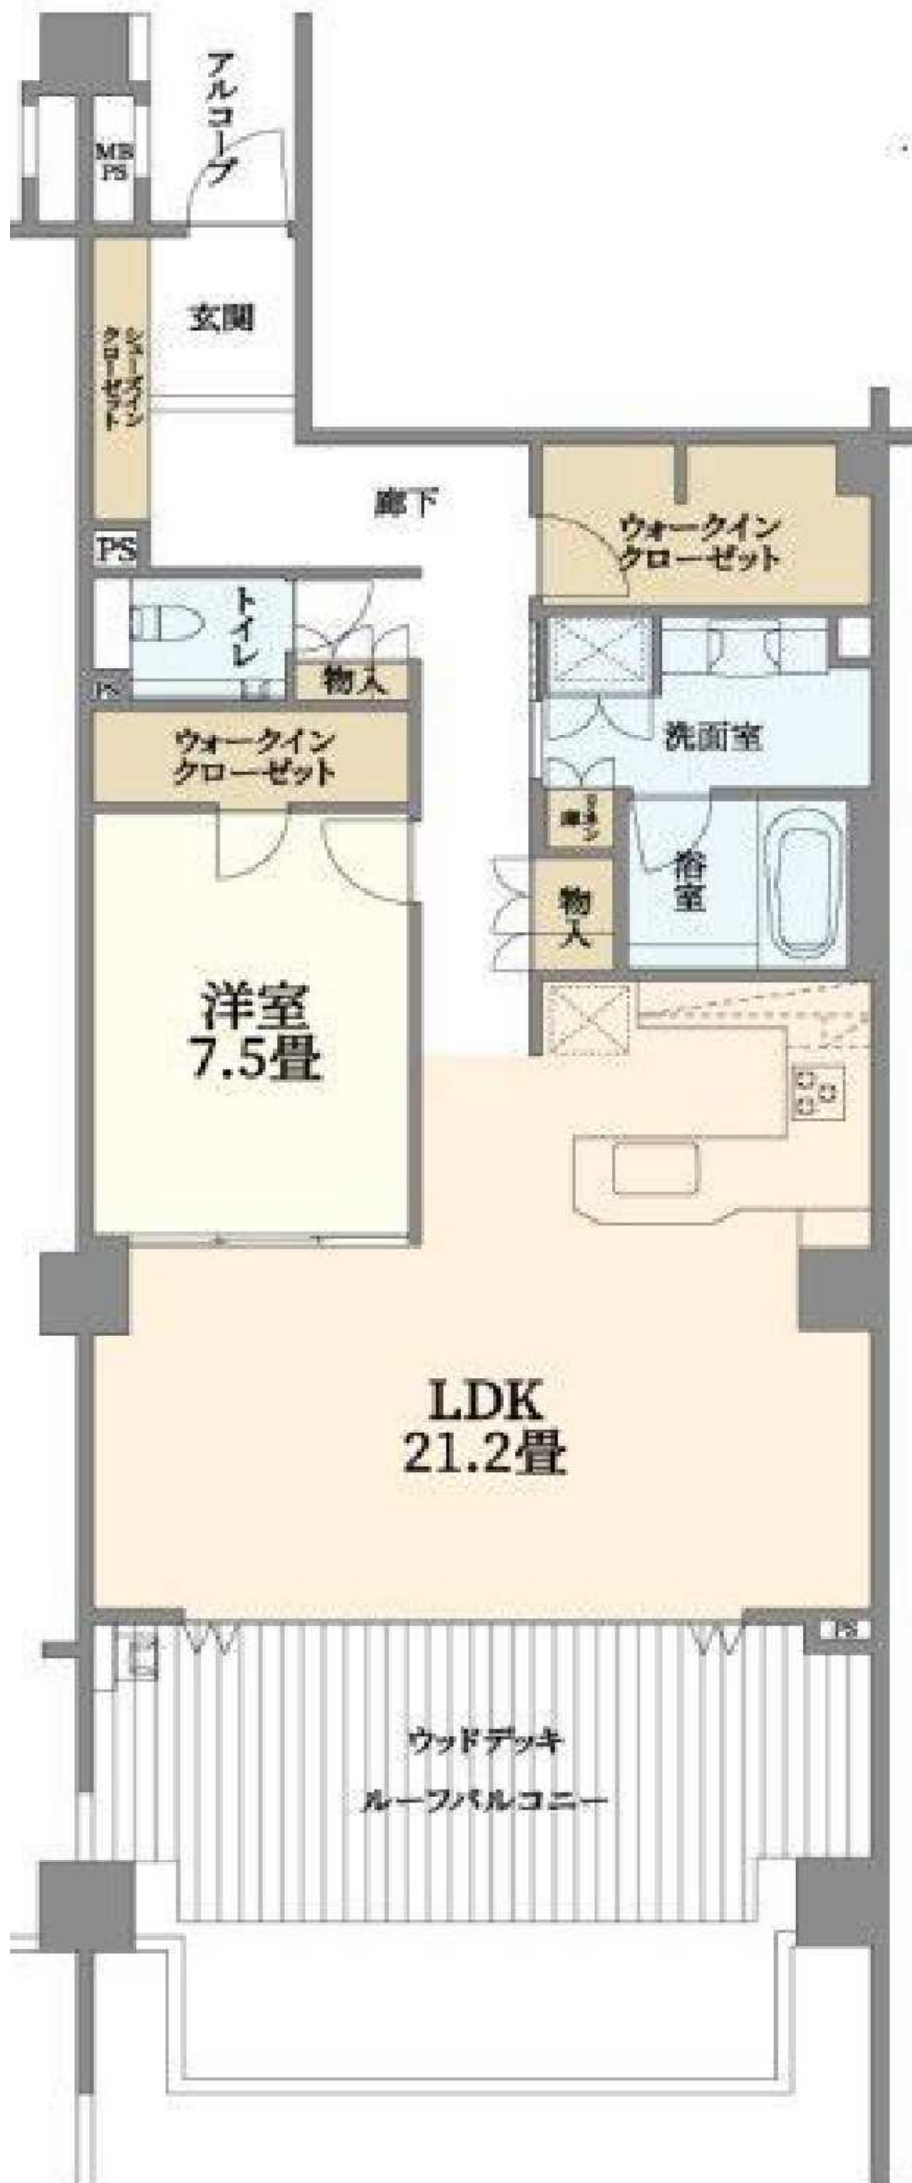 アルコーブ
MB
PS
玄関
シューズイン
クローゼット
廊下
ウォークイン
クローゼット
PS
トイレ
物入
PS
ウォークイン
クローゼット
洗面室
浴室
物入
洋室
7.5畳
LDK
21.2畳
PS
ウッドデッキ
ルーフバルコニー